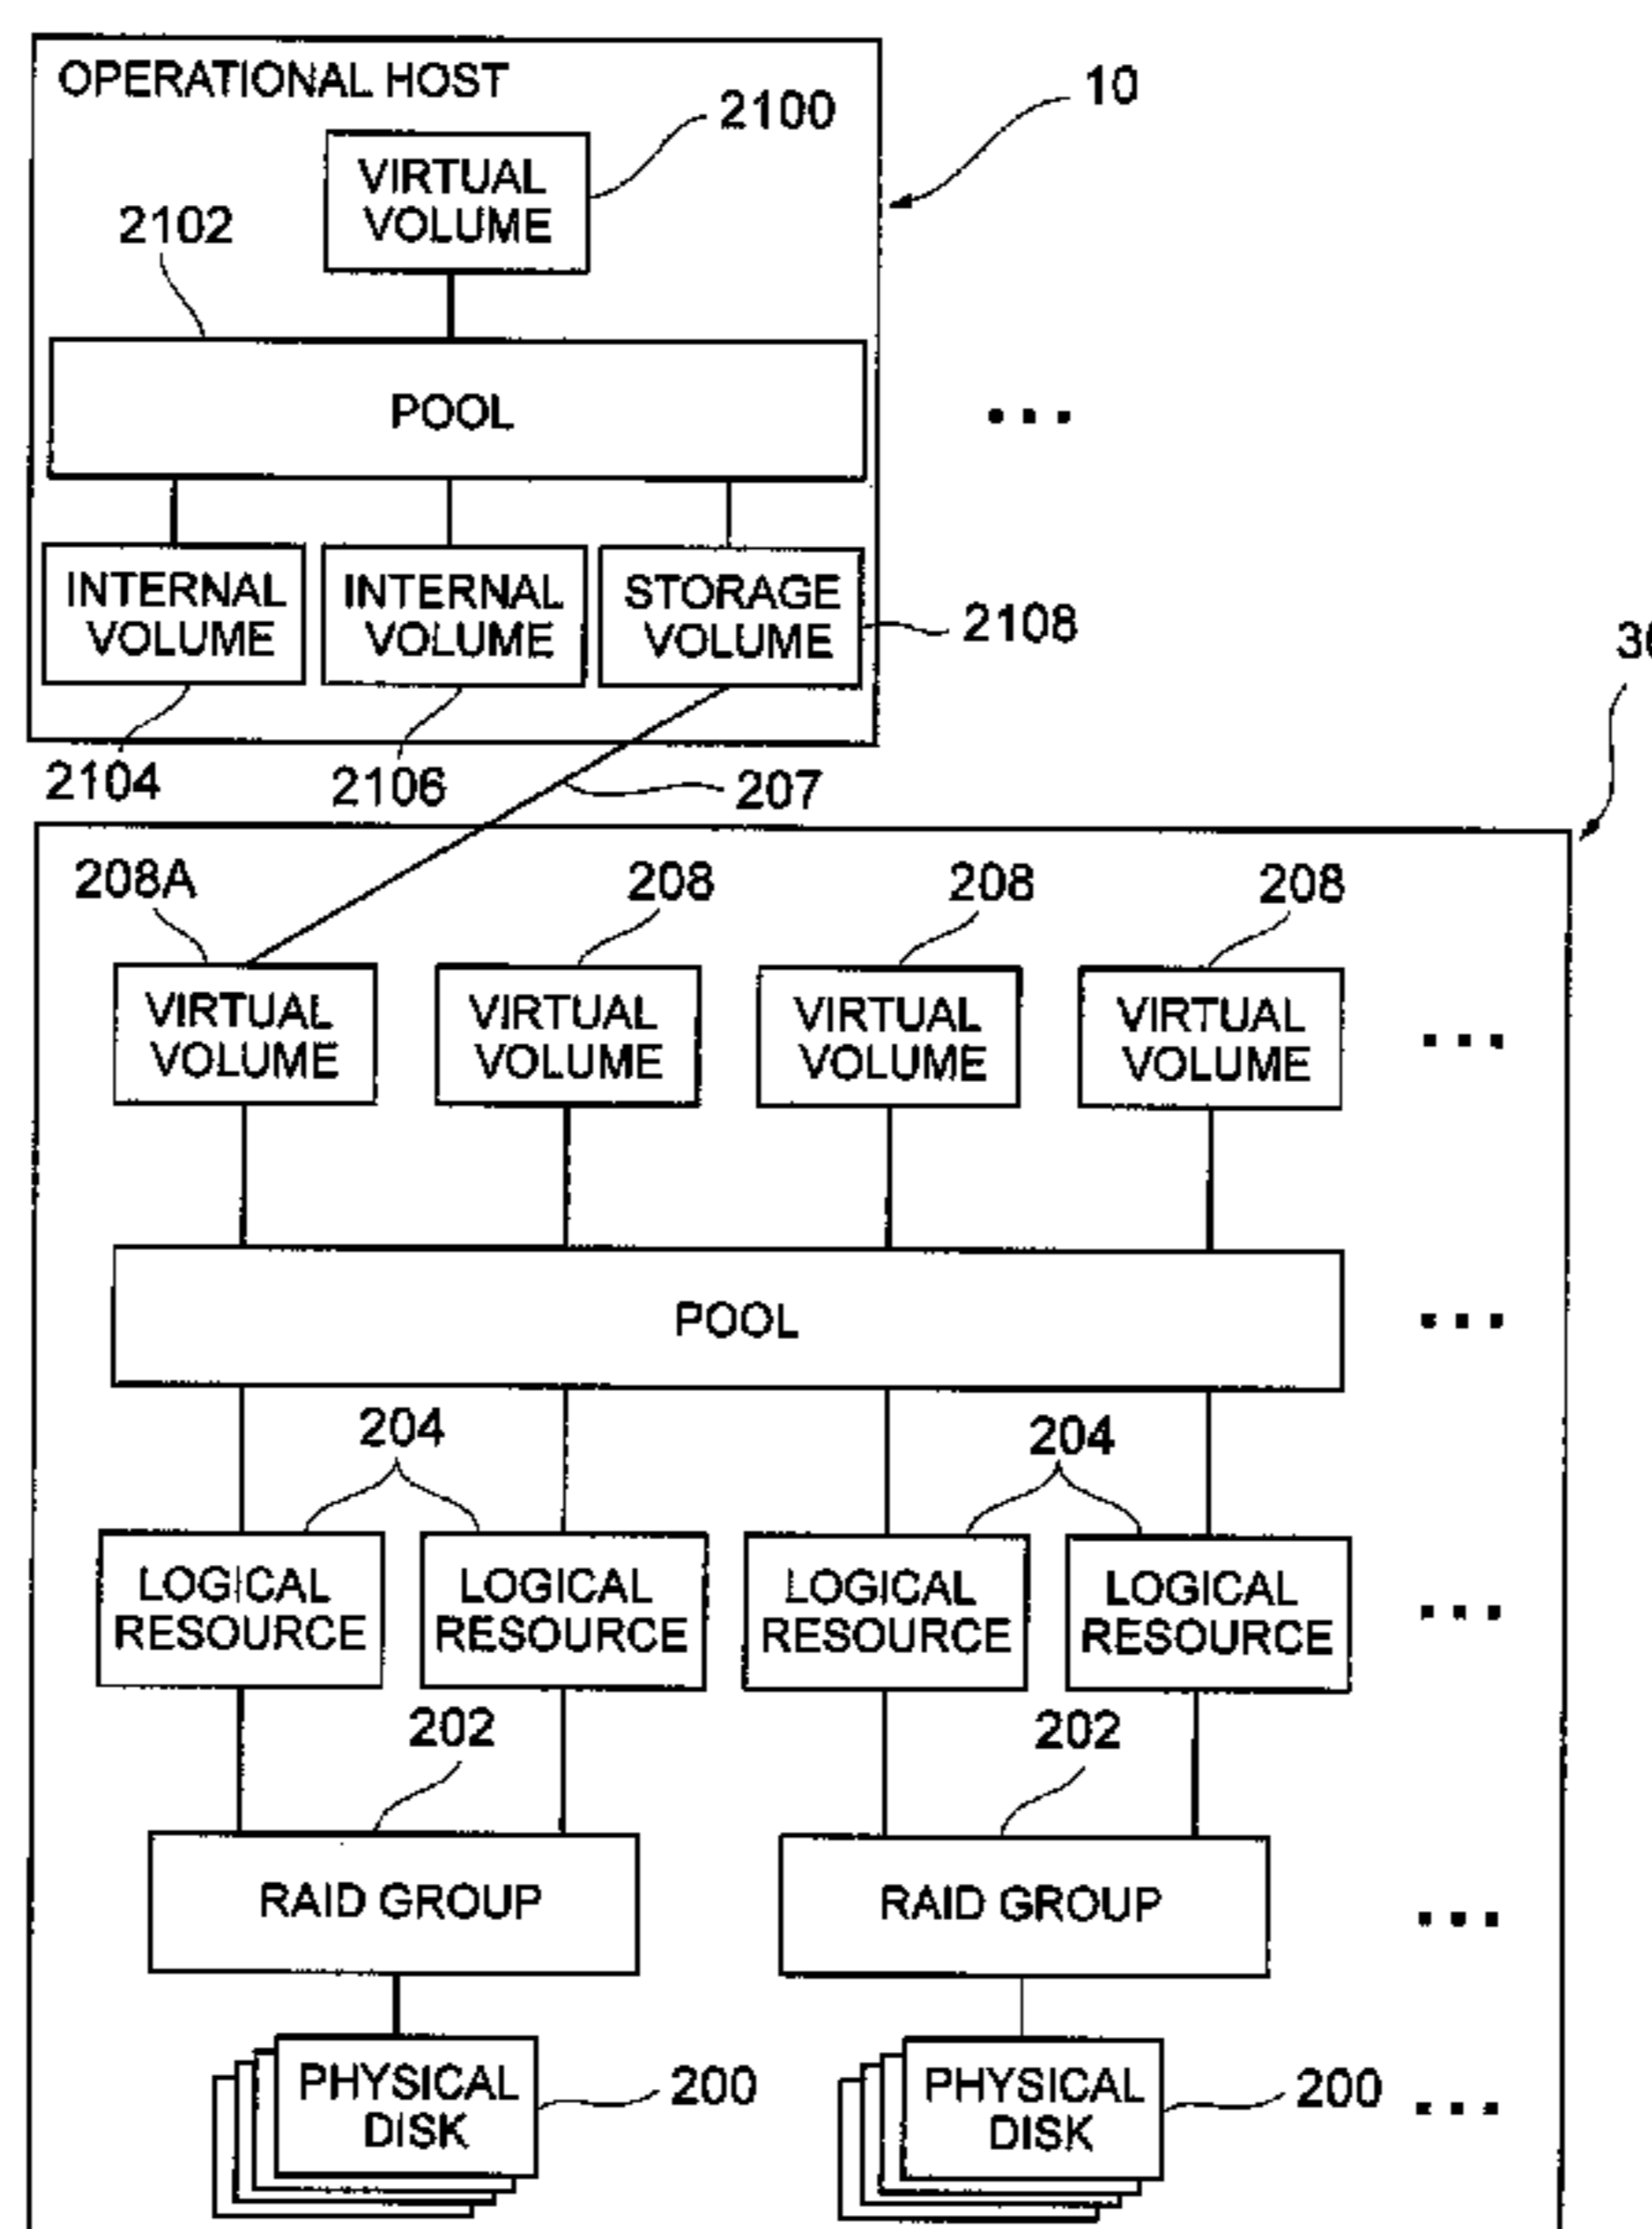 OPERATIONAL HOST
10
2100
VIRTUAL
VOLUME
2102
POOL
...
INTERNAL
VOLUME
INTERNAL
VOLUME
STORAGE
VOLUME
2108
2104
2106
207
208A
208
208
208
VIRTUAL
VOLUME
VIRTUAL
VOLUME
VIRTUAL
VOLUME
VIRTUAL
VOLUME
...
POOL
...
204
204
LOGICAL
RESOURCE
LOGICAL
RESOURCE
LOGICAL
RESOURCE
LOGICAL
RESOURCE
...
202
202
RAID GROUP
RAID GROUP
...
PHYSICAL
DISK
200
PHYSICAL
DISK
200
...